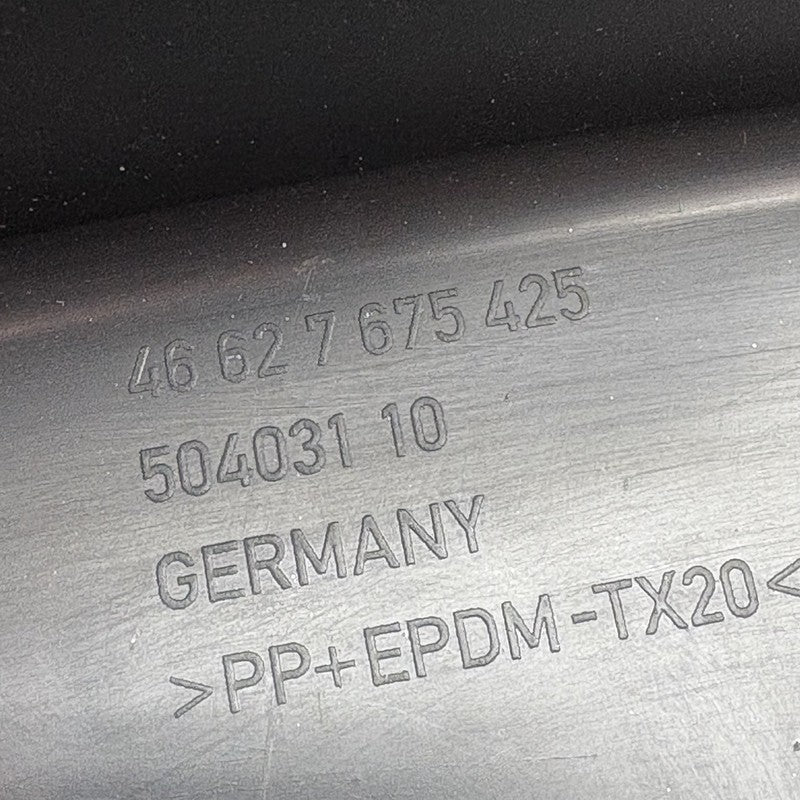 46 62 7 675 425
504031 10
GERMANY
>PP+EPDM-TX20<